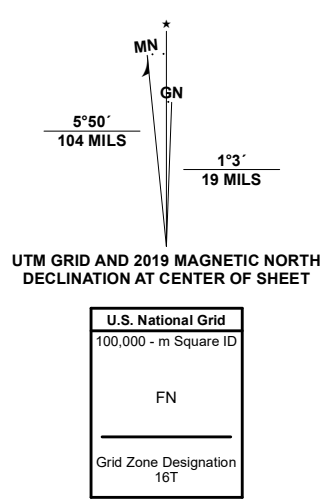 ★
MN
GN
5°50´
104 MILS
1°3´
19 MILS
UTM GRID AND 2019 MAGNETIC NORTH
DECLINATION AT CENTER OF SHEET
U.S. National Grid
100,000 - m Square ID
FN
Grid Zone Designation
16T